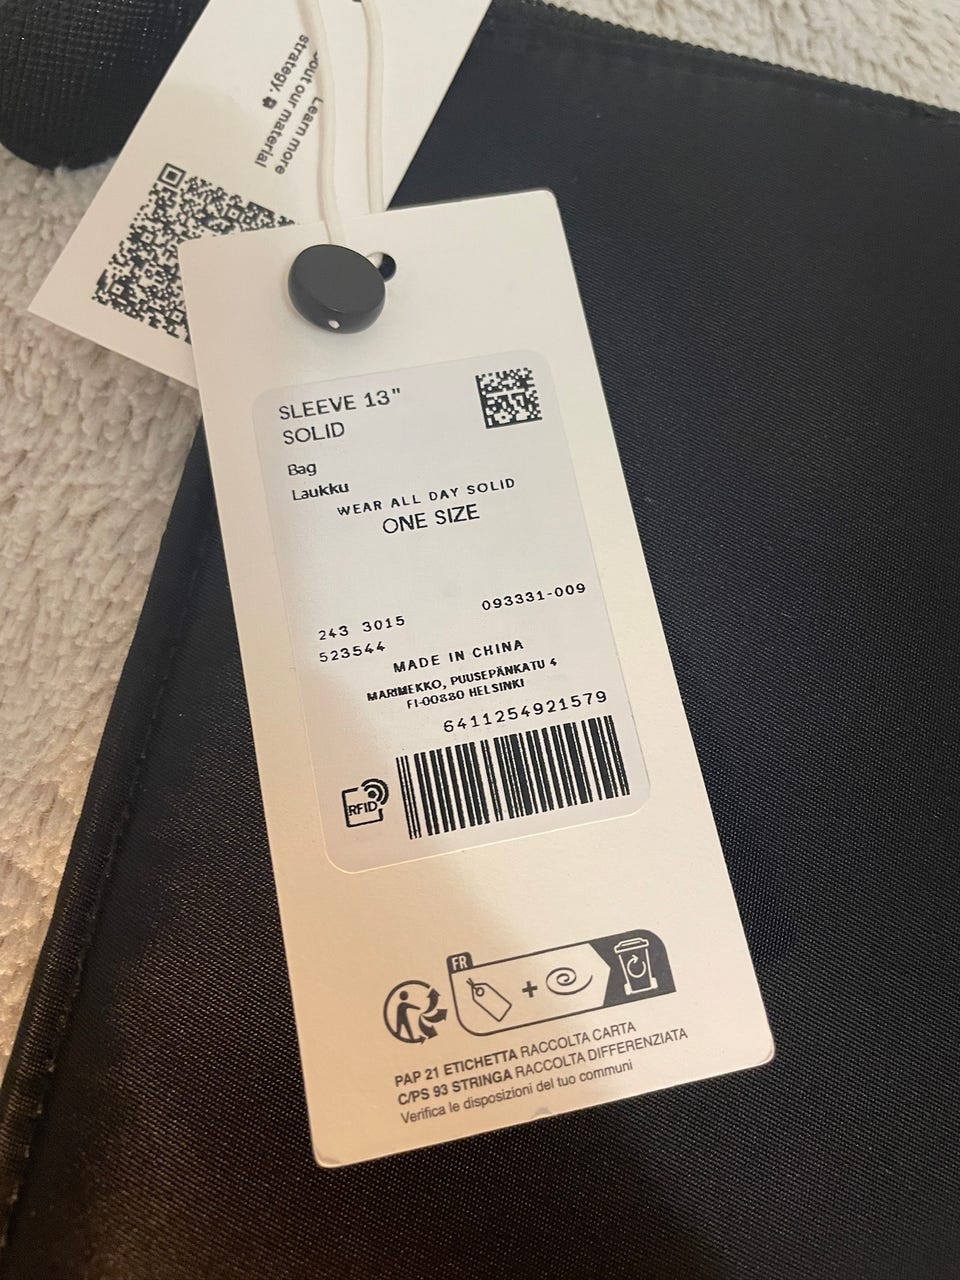 Learn more
out our material
strategy.
SLEEVE 13"
SOLID
Bag
Laukku
WEAR ALL DAY SOLID
ONE SIZE
243 3015
093331-009
523544
MADE IN CHINA
MARIMEKKO, PUUSEPÄNKATU 4
FI-00880 HELSINKI
6411254921579
RFID
FR
PAP 21 ETICHETTA RACCOLTA CARTA
C/PS 93 STRINGA RACCOLTA DIFFERENZIATA
Verifica le disposizioni del tuo communi